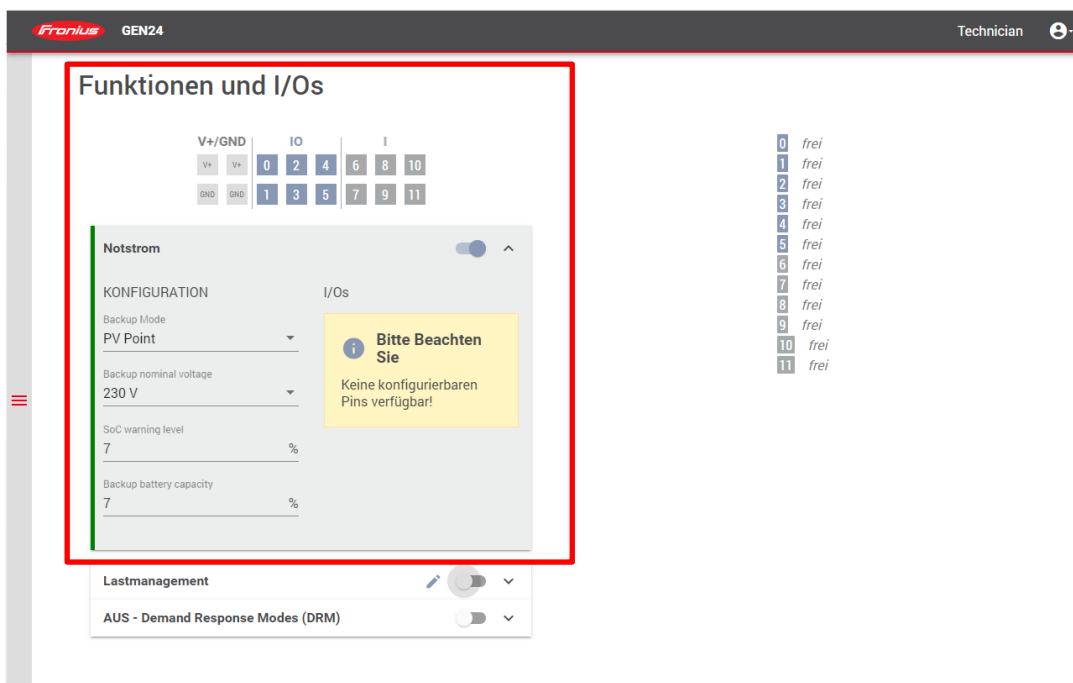 Fronius GEN24 Technician
Funktionen und I/Os
V+/GND IO I
V+ V+ 0 2 4 6 8 10
GND GND 1 3 5 7 9 11
Notstrom
KONFIGURATION I/Os
Backup Mode
PV Point
Bitte Beachten
Sie
Keine konfigurierbaren
Pins verfügbar!
Backup nominal voltage
230 V
SoC warning level
7 %
Backup battery capacity
7 %
Lastmanagement
AUS - Demand Response Modes (DRM)
0 frei
1 frei
2 frei
3 frei
4 frei
5 frei
6 frei
7 frei
8 frei
9 frei
10 frei
11 frei